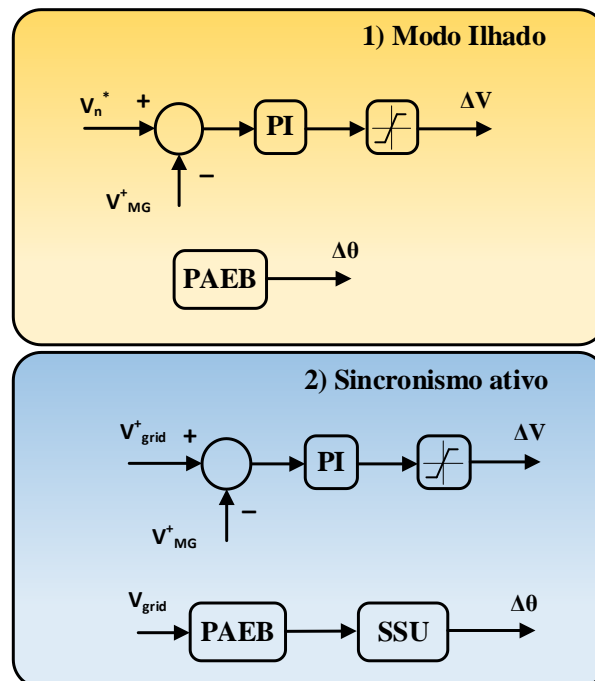 1) Modo Ilhado
Vn* + PI ΔV
V+MG −
PAEB Δθ
2) Sincronismo ativo
V+grid + PI ΔV
V+MG −
Vgrid PAEB SSU Δθ